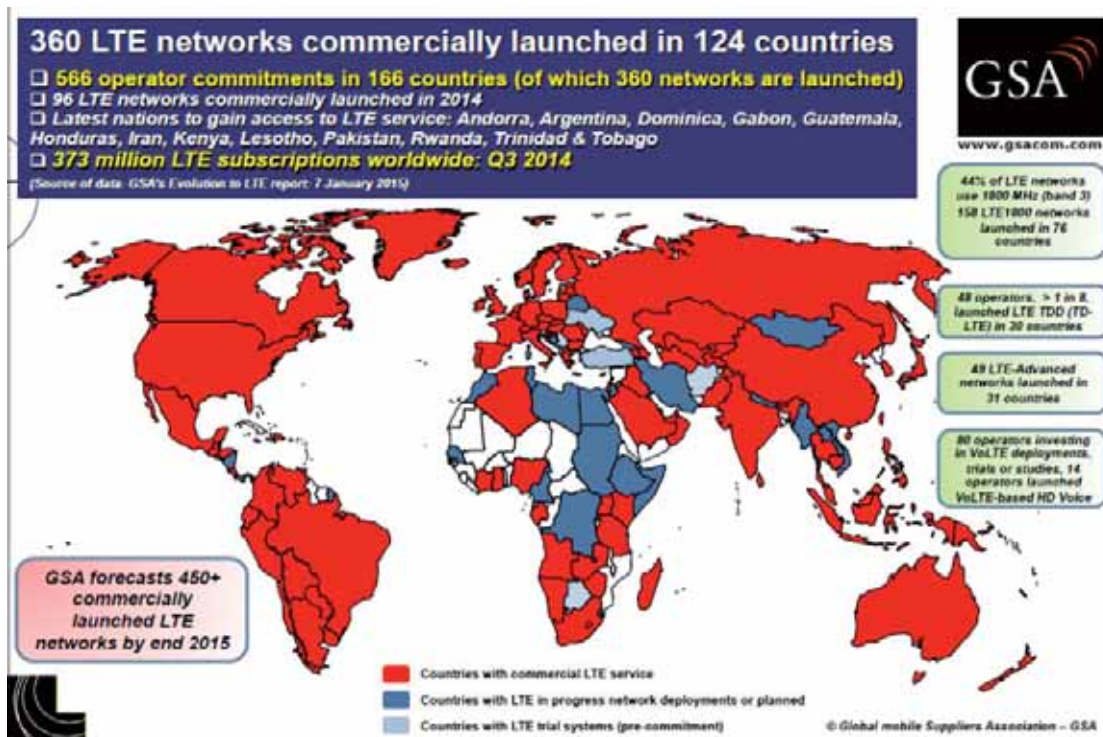 360 LTE networks commercially launched in 124 countries
❑ 566 operator commitments in 166 countries (of which 360 networks are launched)
❑ 96 LTE networks commercially launched in 2014
❑ Latest nations to gain access to LTE service: Andorra, Argentina, Dominica, Gabon, Guatemala,
Honduras, Iran, Kenya, Lesotho, Pakistan, Rwanda, Trinidad & Tobago
❑ 373 million LTE subscriptions worldwide: Q3 2014
(Source of data: GSA's Evolution to LTE report: 7 January 2015)
GSA
www.gsacom.com
44% of LTE networks
use 1800 MHz (band 3)
158 LTE1800 networks
launched in 76
countries
48 operators, > 1 in 8,
launched LTE TDD (TD-
LTE) in 30 countries
49 LTE-Advanced
networks launched in
31 countries
80 operators investing
in VoLTE deployments,
trials or studies, 14
operators launched
VoLTE-based HD Voice
GSA forecasts 450+
commercially
launched LTE
networks by end 2015
Countries with commercial LTE service
Countries with LTE in progress network deployments or planned
Countries with LTE trial systems (pre-commitment)
© Global mobile Suppliers Association – GSA